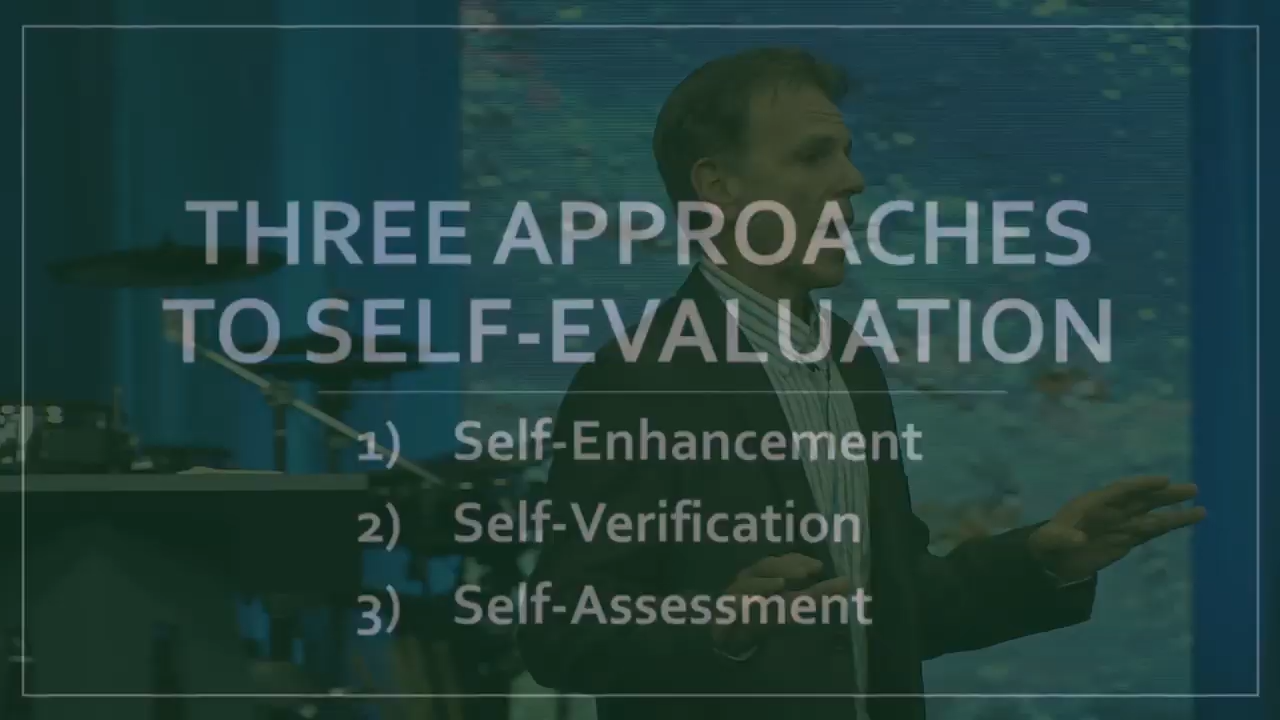 THREE APPROACHES
TO SELF-EVALUATION
1) Self-Enhancement
2) Self-Verification
3) Self-Assessment